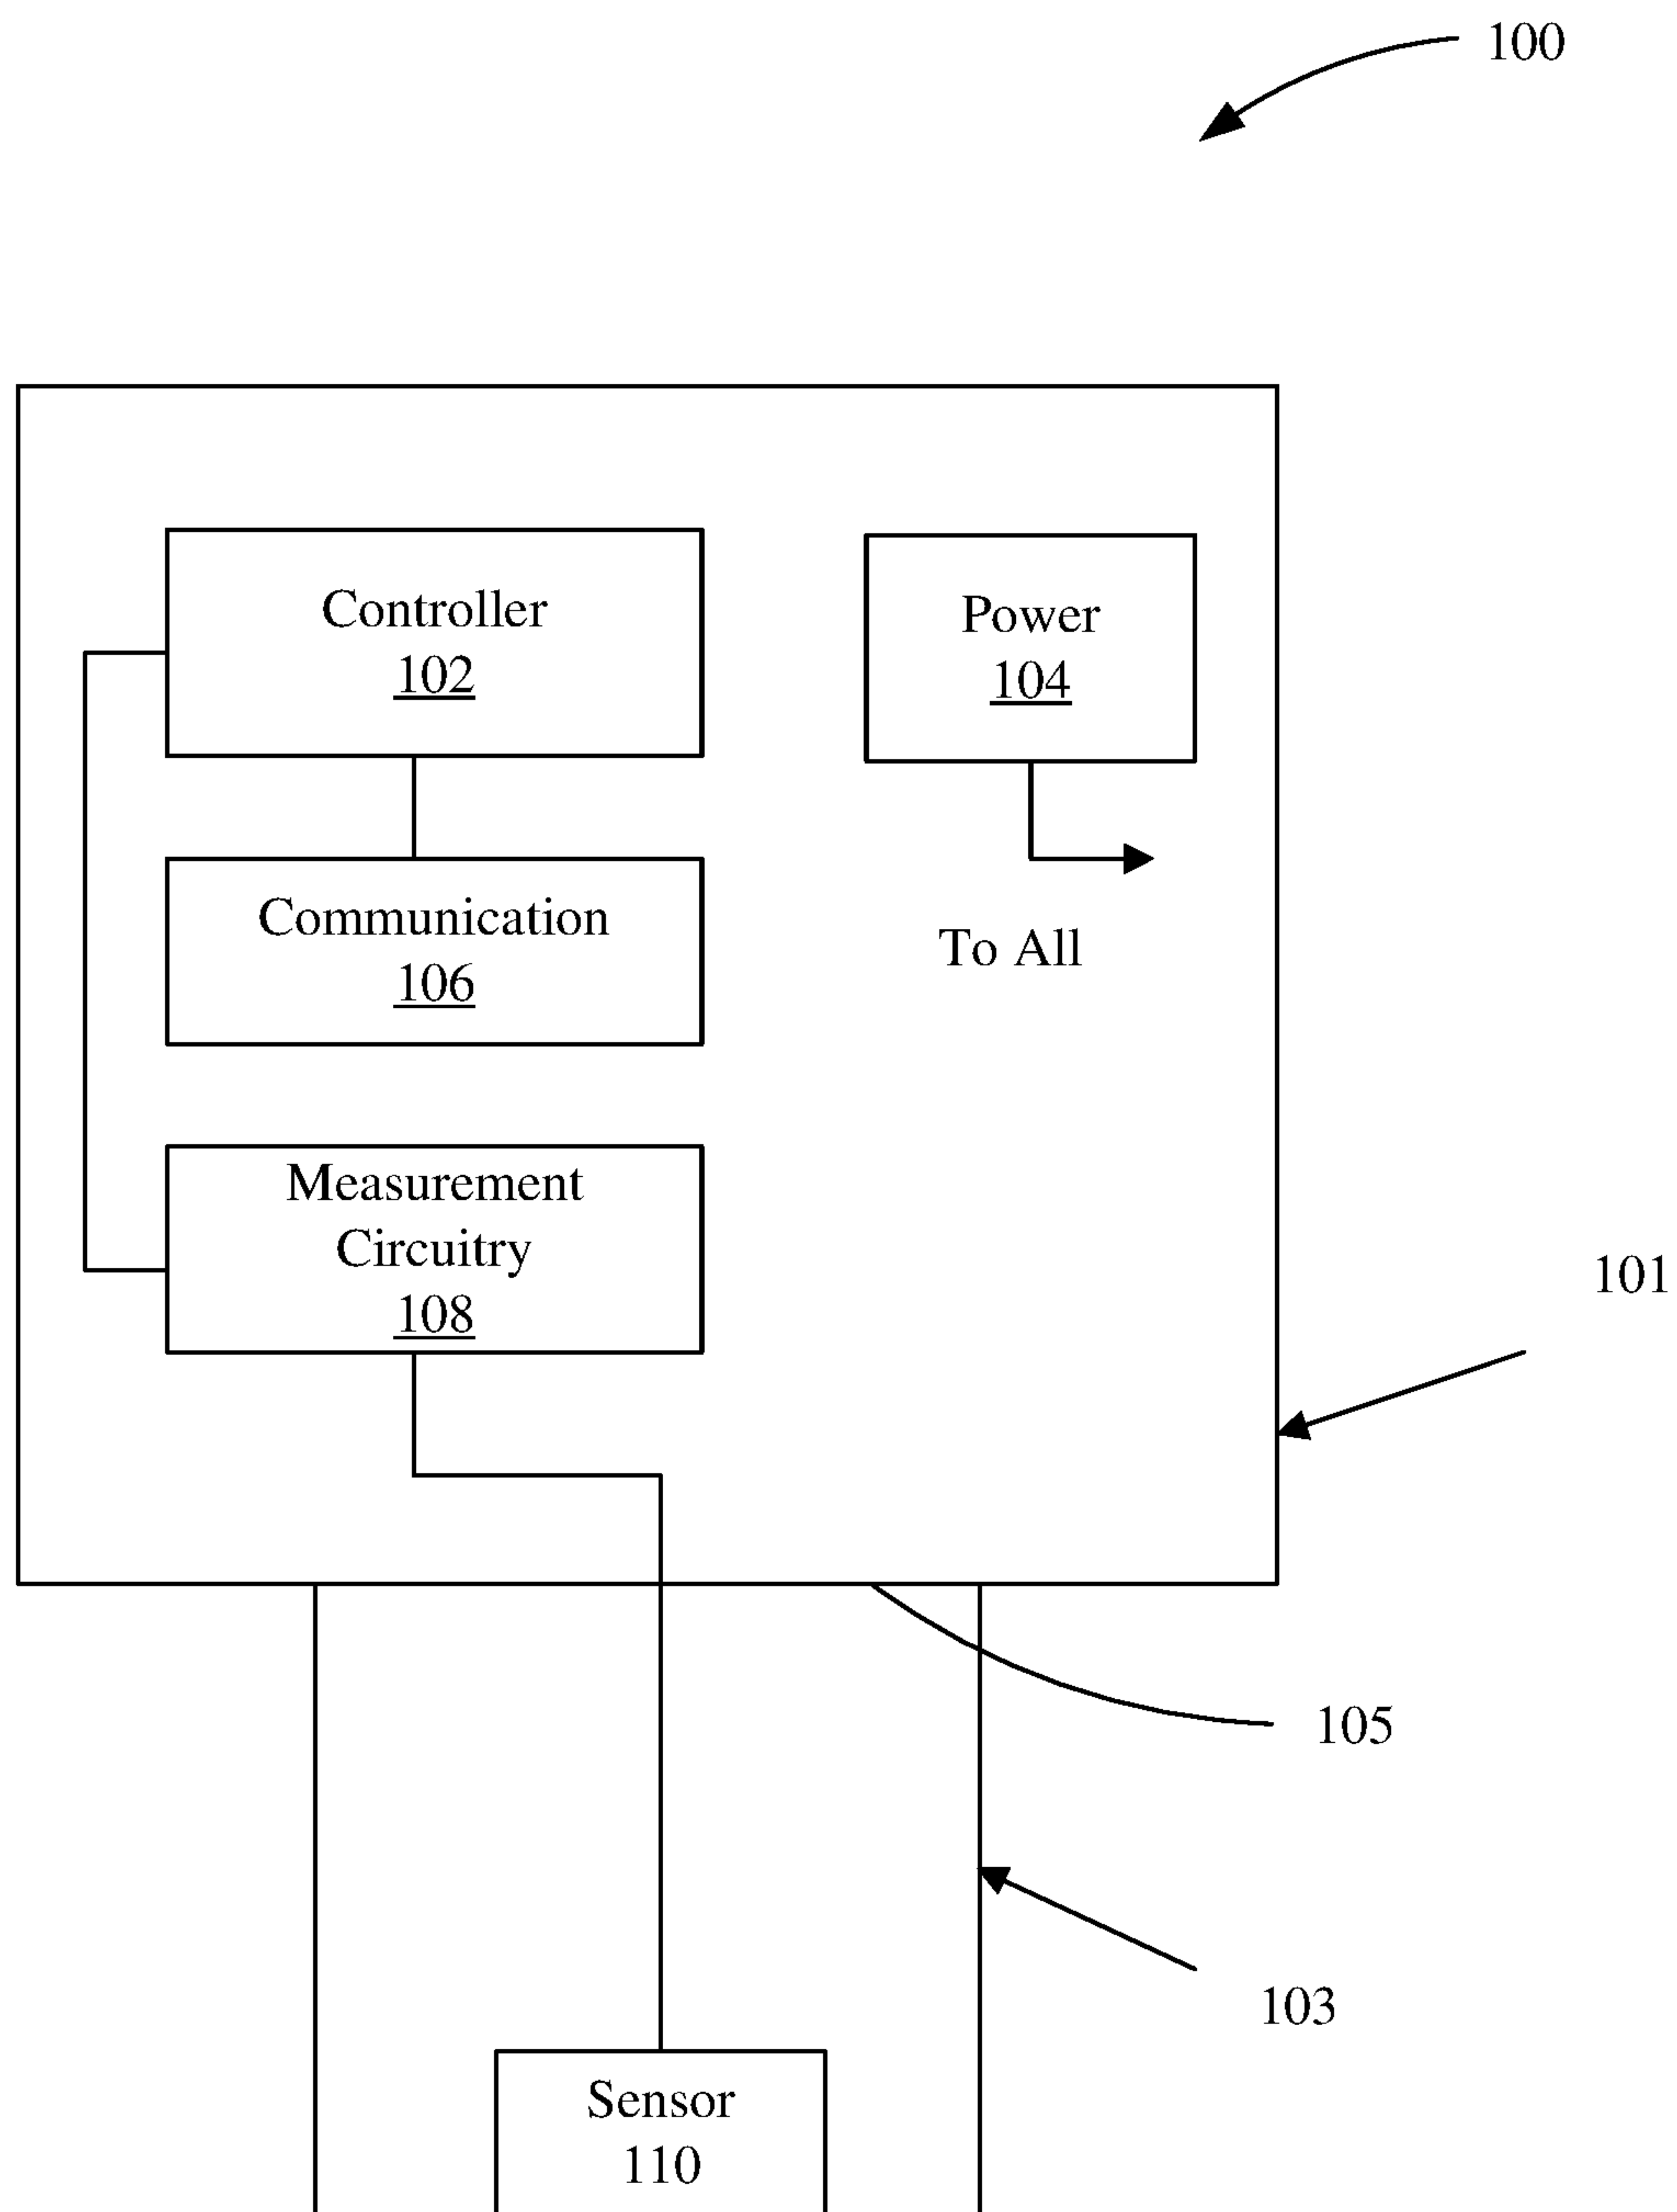 100
Controller
102
Power
104
Communication
106
To All
Measurement
Circuitry
108
101
105
103
Sensor
110